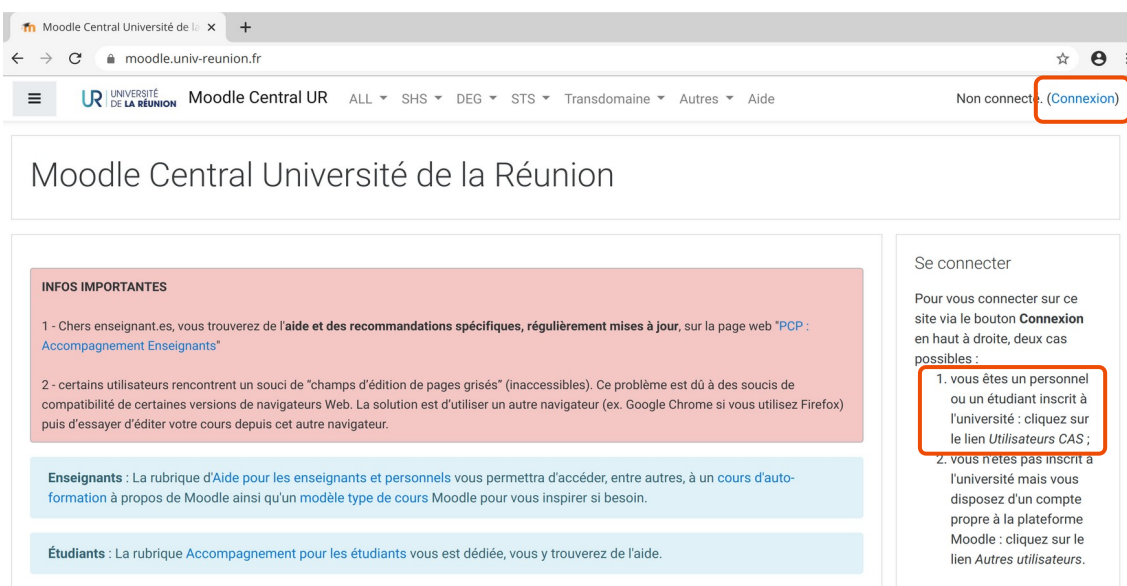 Moodle Central Université de la
moodle.univ-reunion.fr
UR UNIVERSITÉ
DE LA RÉUNION
Moodle Central UR ALL SHS DEG STS Transdomaine Autres Aide
Non connecté. (Connexion)
Moodle Central Université de la Réunion
INFOS IMPORTANTES
1 - Chers enseignant.es, vous trouverez de l'aide et des recommandations spécifiques, régulièrement mises à jour, sur la page web "PCP :
Accompagnement Enseignants"
2 - certains utilisateurs rencontrent un souci de “champs d’édition de pages grisés” (inaccessibles). Ce problème est dû à des soucis de
compatibilité de certaines versions de navigateurs Web. La solution est d’utiliser un autre navigateur (ex. Google Chrome si vous utilisez Firefox)
puis d’essayer d’éditer votre cours depuis cet autre navigateur.
Enseignants : La rubrique d'Aide pour les enseignants et personnels vous permettra d'accéder, entre autres, à un cours d'auto-
formation à propos de Moodle ainsi qu'un modèle type de cours Moodle pour vous inspirer si besoin.
Étudiants : La rubrique Accompagnement pour les étudiants vous est dédiée, vous y trouverez de l'aide.
Se connecter
Pour vous connecter sur ce
site via le bouton Connexion
en haut à droite, deux cas
possibles :
1. vous êtes un personnel
ou un étudiant inscrit à
l'université : cliquez sur
le lien Utilisateurs CAS ;
2. vous n'êtes pas inscrit à
l'université mais vous
disposez d'un compte
propre à la plateforme
Moodle : cliquez sur le
lien Autres utilisateurs.